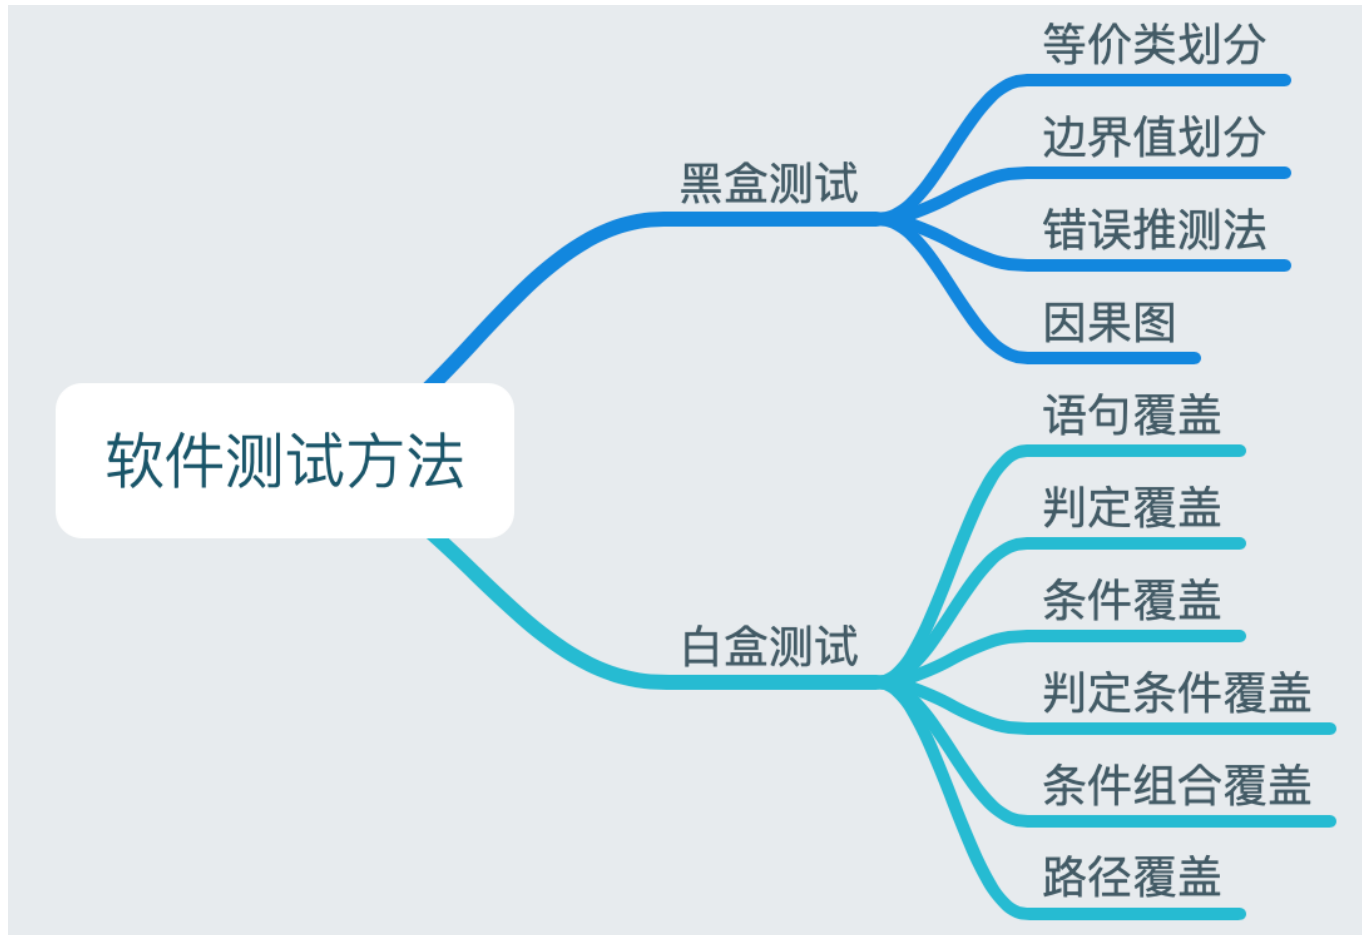 软件测试方法
黑盒测试
等价类划分
边界值划分
错误推测法
因果图
白盒测试
语句覆盖
判定覆盖
条件覆盖
判定条件覆盖
条件组合覆盖
路径覆盖